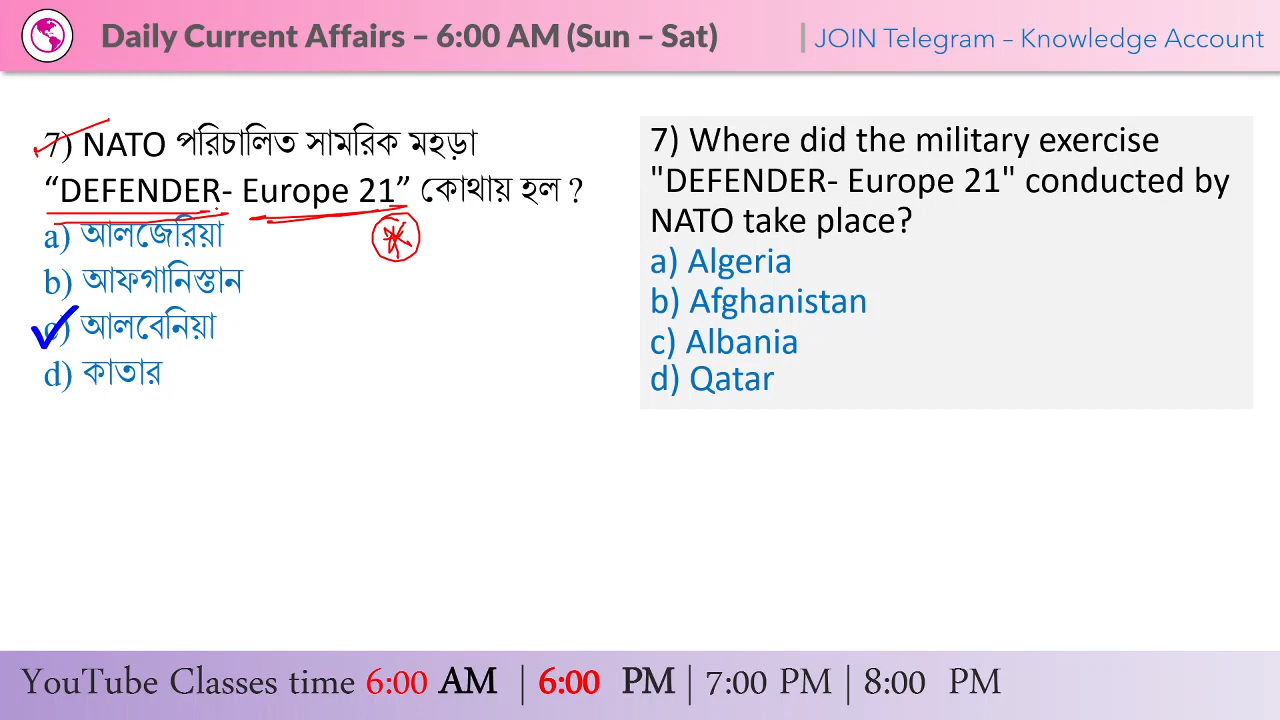 Daily Current Affairs – 6:00 AM (Sun – Sat)
| JOIN Telegram – Knowledge Account
7) NATO পরিচালিত সামরিক মহড়া
“DEFENDER- Europe 21” কোথায় হল ?
a) আলজেরিয়া
b) আফগানিস্তান
c) আলবেনিয়া
d) কাতার
7) Where did the military exercise
"DEFENDER- Europe 21" conducted by
NATO take place?
a) Algeria
b) Afghanistan
c) Albania
d) Qatar
YouTube Classes time 6:00 AM | 6:00 PM | 7:00 PM | 8:00 PM